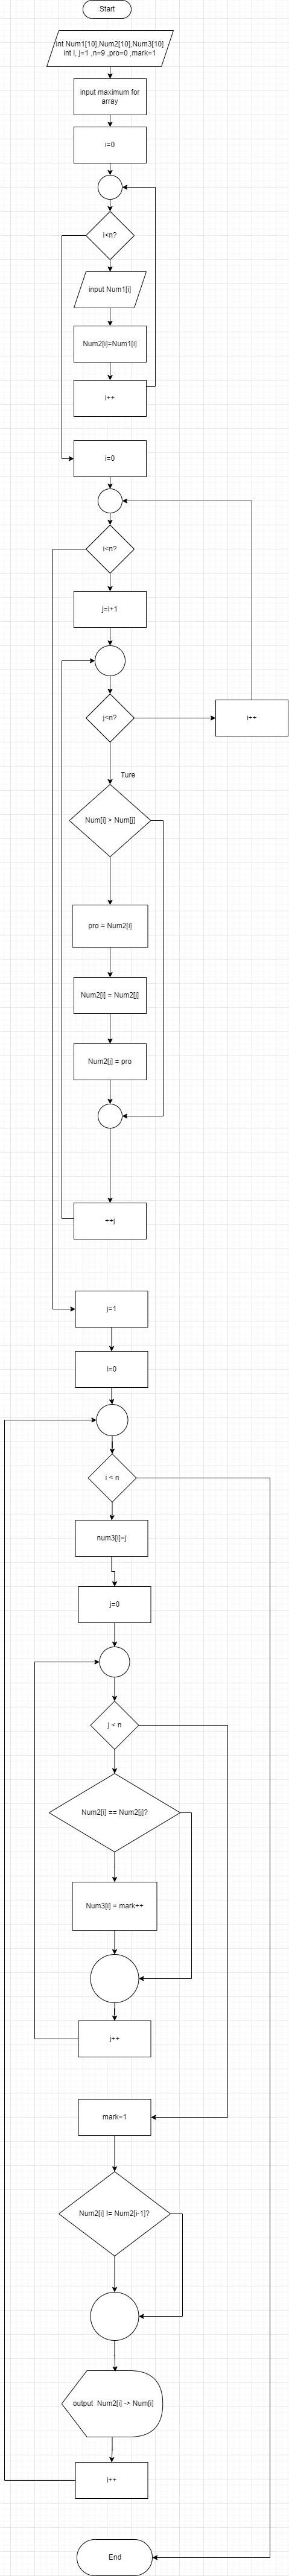 Start
int Num1[10],Num2[10],Num3[10]
int i, j=1 ,n=9 ,pro=0 ,mark=1
input maximum for
array
i=0
i<n?
input Num1[i]
Num2[i]=Num1[i]
i++
i=0
i<n?
j=i+1
j<n?
i++
Ture
Num[i] > Num[j]
pro = Num2[i]
Num2[i] = Num2[j]
Num2[j] = pro
++j
j=1
i=0
i < n
num3[i]=j
j=0
j < n
Num2[i] == Num2[j]?
Num3[i] = mark++
j++
mark=1
Num2[i] != Num2[i-1]?
output  Num2[i] -> Num[i]
i++
End